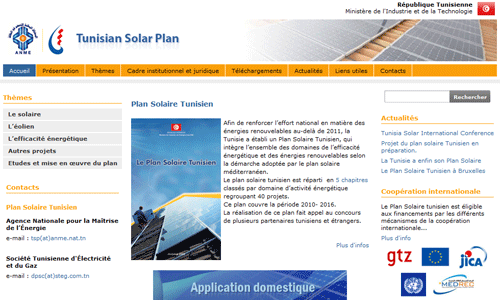 République Tunisienne
Ministère de l'Industrie et de la Technologie
ANME
Tunisian Solar Plan
Accueil
Présentation
Thèmes
Cadre institutionnel et juridique
Téléchargements
Actualités
Liens utiles
Contacts
Thèmes
Le solaire
L'éolien
L'efficacité énergétique
Autres projets
Etudes et mise en œuvre du plan
Contacts
Plan Solaire Tunisien
Agence Nationale pour la Maitrise de l'Énergie
e-mail : tsp(at)anme.nat.tn
Société Tunisienne d'Électricité et du Gaz
e-mail : dpsc(at)steg.com.tn
Plan Solaire Tunisien
Le Plan Solaire Tunisien
Afin de renforcer l'effort national en matière des
énergies renouvelables au-delà de 2011, la
Tunisie a établi un Plan Solaire Tunisien, qui
intègre l'ensemble des domaines de l'efficacité
énergétique et des énergies renouvelables selon
la démarche adoptée par le plan solaire
méditerranéen.
Le plan solaire tunisien est réparti en 5 chapitres
classés par domaine d'activité énergétique
regroupant 40 projets.
Ce plan couvre la période 2010- 2016.
La réalisation de ce plan fait appel au concours
de plusieurs partenaires tunisiens et étrangers.
Plus d'infos
Application domestique
Rechercher
Actualités
Tunisia Solar International Conference
Projet du plan solaire Tunisien en
préparation.
La Tunisie a enfin son Plan Solaire
Le Plan Solaire Tunisien à Bruxelles
Coopération internationale
Le Plan Solaire tunisien est éligible
aux financements par les différents
mécanismes de la coopération
internationale...
Plus d'info
gtz
jICA
MEDREC